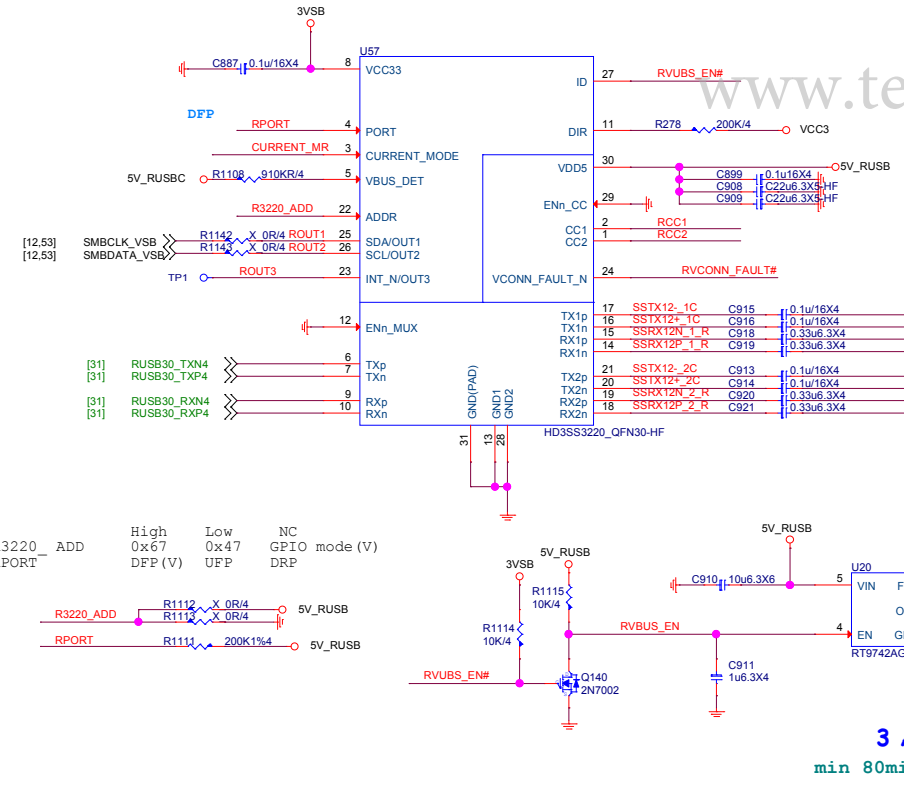 3VSB
U57
C887 0.1u/16X4 8 VCC33
ID 27 RVUBS_EN#
www.te
DFP
RPORT 4 PORT
DIR 11 R278 200K/4 VCC3
CURRENT_MR 3 CURRENT_MODE
5V_RUSBC R1108 910KR/4 5 VBUS_DET
VDD5 30 5V_RUSB
C899 0.1u16X4
C908 C22u6.3X5-HF
C909 C22u6.3X5-HF
R3220_ADD 22 ADDR
ENn_CC 29
CC1 2 RCC1
CC2 1 RCC2
[12,53] SMBCLK_VSB R1142 X_0R/4 ROUT1 25 SDA/OUT1
[12,53] SMBDATA_VSB R1143 X_0R/4 ROUT2 26 SCL/OUT2
TP1 ROUT3 23 INT_N/OUT3
VCONN_FAULT_N 24 RVCONN_FAULT#
12 ENn_MUX
TX1p 17 SSTX12-_1C C915 0.1u/16X4
TX1n 16 SSTX12+_1C C916 0.1u/16X4
RX1p 15 SSRX12N_1_R C918 0.33u6.3X4
RX1n 14 SSRX12P_1_R C919 0.33u6.3X4
[31] RUSB30_TXN4 6 TXp
[31] RUSB30_TXP4 7 TXn
TX2p 21 SSTX12-_2C C913 0.1u/16X4
TX2n 20 SSTX12+_2C C914 0.1u/16X4
RX2p 19 SSRX12N_2_R C920 0.33u6.3X4
RX2n 18 SSRX12P_2_R C921 0.33u6.3X4
[31] RUSB30_RXN4 9 RXp
[31] RUSB30_RXP4 10 RXn
GND(PAD) GND1 GND2
31 13 28
HD3SS3220_QFN30-HF
High Low NC
3220_ ADD 0x67 0x47 GPIO mode(V)
PORT DFP(V) UFP DRP
R3220_ADD R1112 X_0R/4 5V_RUSB
R1113 X_0R/4
RPORT R1111 200K1%4 5V_RUSB
3VSB
5V_RUSB
R1115
10K/4
R1114
10K/4
RVUBS_EN#
Q140
2N7002
RVBUS_EN
C911
1u6.3X4
5V_RUSB
U20
C910 10u6.3X6 5 VIN F
O
4 EN G
RT9742AG
3
min 80mi